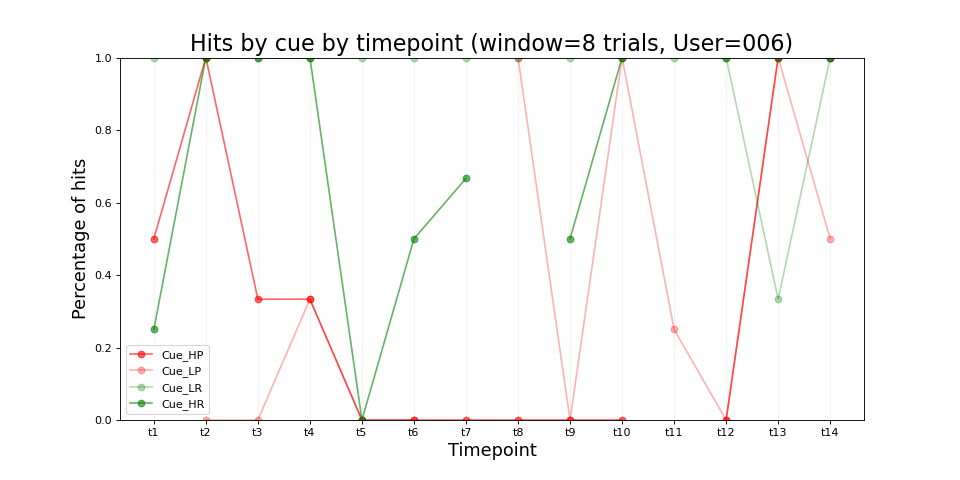 Hits by cue by timepoint (window=8 trials, User=006)
Percentage of hits
1.0
0.8
0.6
0.4
0.2
0.0
Cue_HP
Cue_LP
Cue_LR
Cue_HR
t1 t2 t3 t4 t5 t6 t7 t8 t9 t10 t11 t12 t13 t14
Timepoint